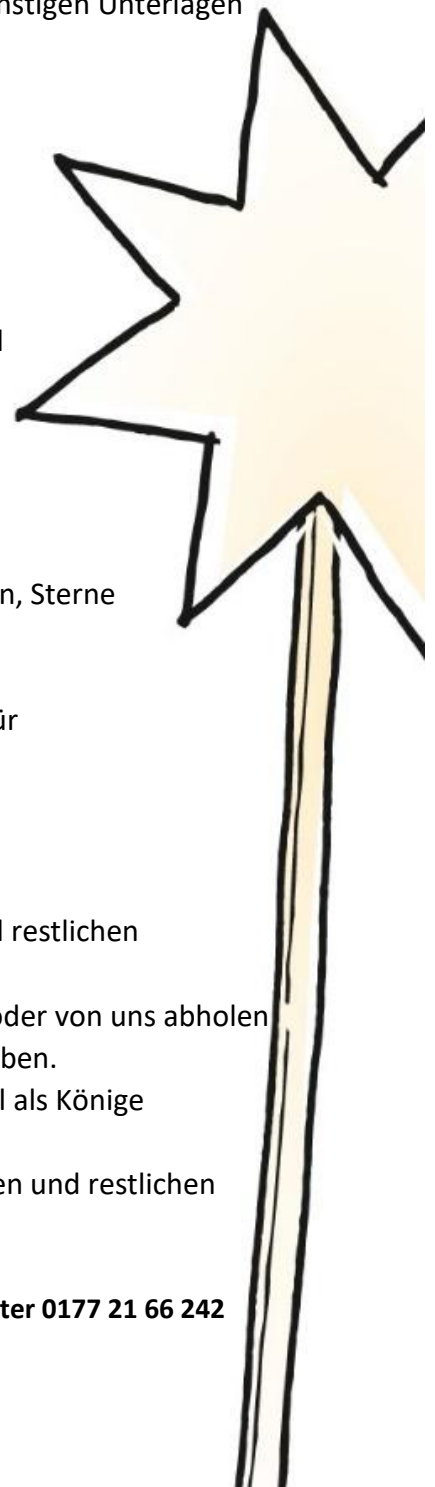 nstigen Unterlagen
n, Sterne
ür
restlichen
oder von uns abholen
ben.
als Könige
en und restlichen
ter 0177 21 66 242